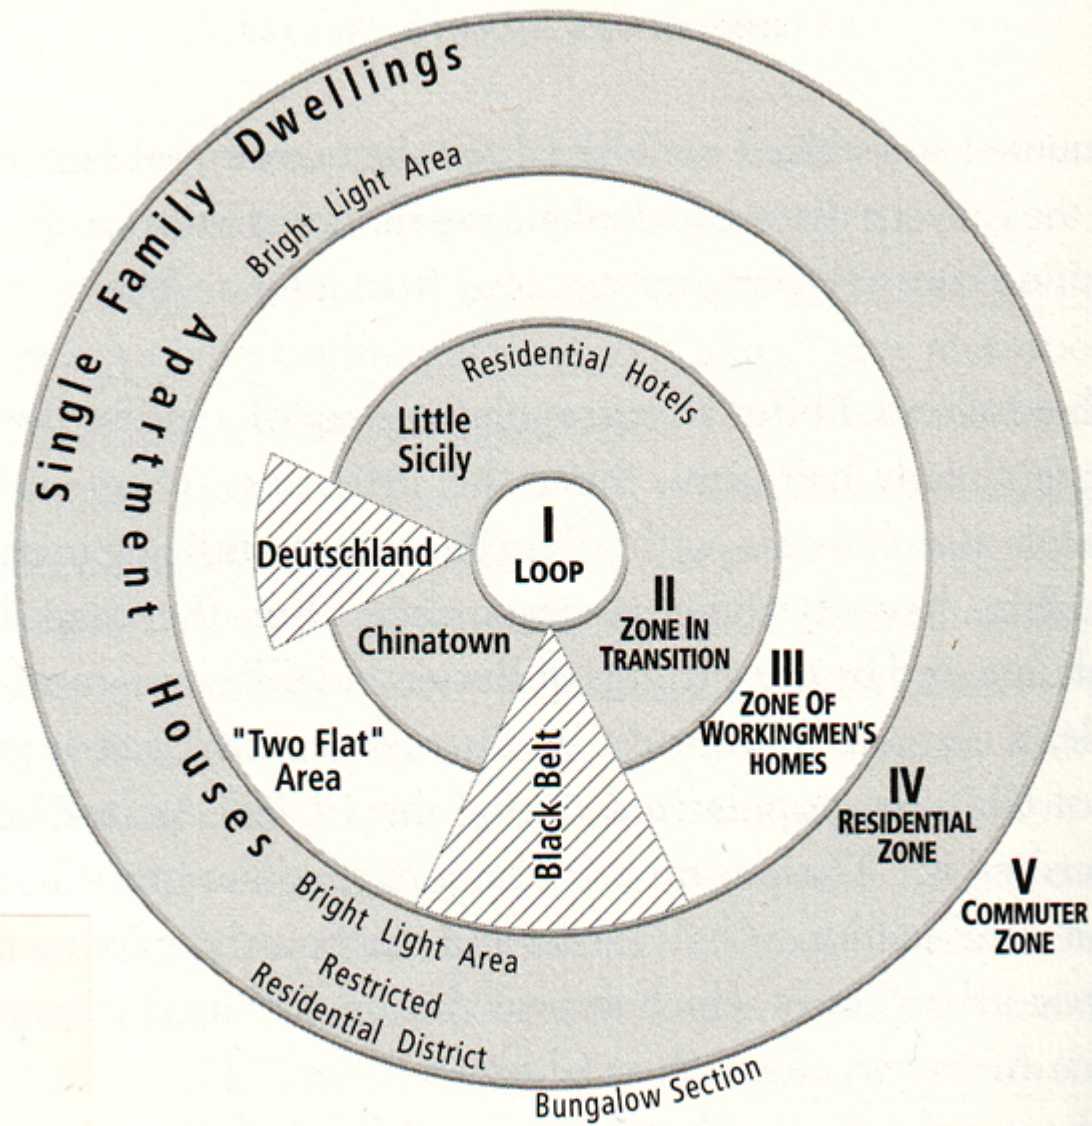 Single Family Dwellings
Bright Light Area
Apartment Houses
Residential Hotels
Little
Sicily
Deutschland
Chinatown
"Two Flat"
Area
Black Belt
I
LOOP
II
ZONE IN
TRANSITION
III
ZONE OF
WORKINGMEN'S
HOMES
IV
RESIDENTIAL
ZONE
V
COMMUTER
ZONE
Bright Light Area
Restricted
Residential District
Bungalow Section